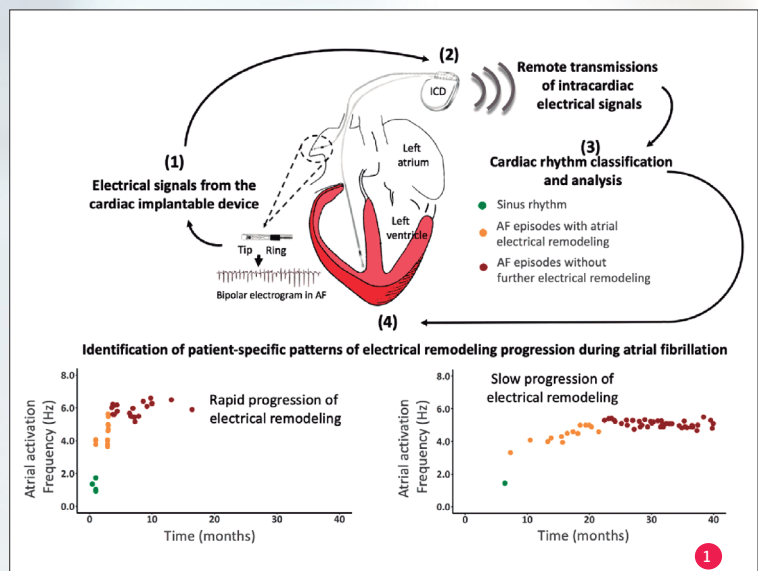 (2)
ICD
Remote transmissions
of intracardiac
electrical signals
(1)
Electrical signals from the
cardiac implantable device
Tip Ring
Bipolar electrogram in AF
Left
atrium
Left
ventricle
(3)
Cardiac rhythm classification
and analysis
Sinus rhythm
AF episodes with atrial
electrical remodeling
AF episodes without
further electrical remodeling
(4)
Identification of patient-specific patterns of electrical remodeling progression during atrial fibrillation
Atrial activation
Frequency (Hz)
8.0
6.0
4.0
2.0
0.0
Rapid progression of
electrical remodeling
0 10 20 30 40
Time (months)
Atrial activation
Frequency (Hz)
8.0
6.0
4.0
2.0
0.0
Slow progression of
electrical remodeling
0 10 20 30 40
Time (months)
1